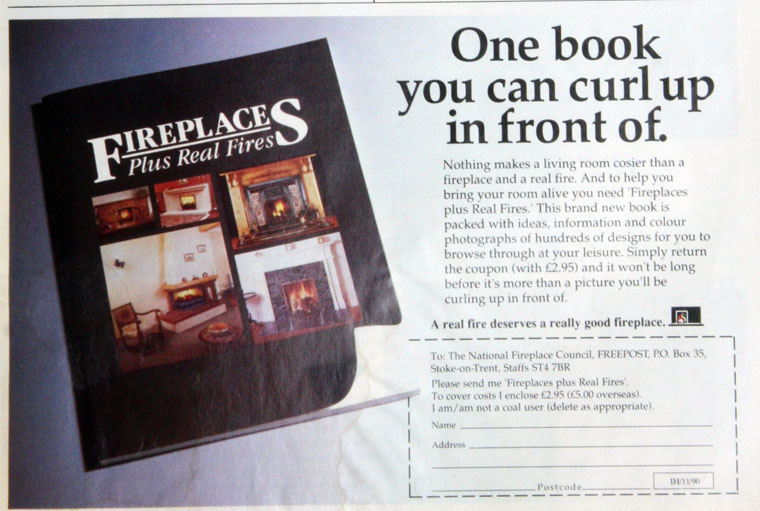 FIREPLACES
Plus Real Fires
One book
you can curl up
in front of.
Nothing makes a living room cosier than a
fireplace and a real fire. And to help you
bring your room alive you need 'Fireplaces
plus Real Fires.' This brand new book is
packed with ideas, information and colour
photographs of hundreds of designs for you to
browse through at your leisure. Simply return
the coupon (with £2.95) and it won't be long
before it's more than a picture you'll be
curling up in front of.
A real fire deserves a really good fireplace.
To: The National Fireplace Council, FREEPOST, P.O. Box 35,
Stoke-on-Trent, Staffs ST4 7BR
Please send me 'Fireplaces plus Real Fires'.
To cover costs I enclose £2.95 (£5.00 overseas).
I am/am not a coal user (delete as appropriate).
Name
Address
Postcode
IH/11/90